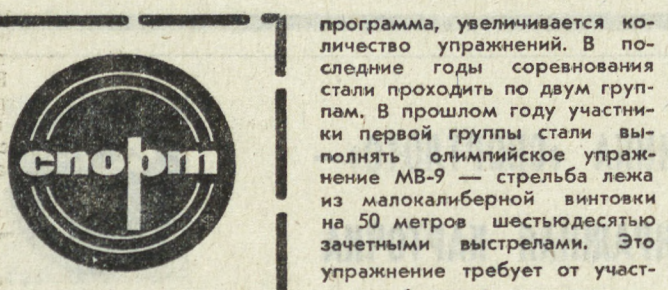 спорт
программа, увеличивается ко-
личество упражнений. В по-
следние годы соревнования
стали проходить по двум груп-
пам. В прошлом году участни-
ки первой группы стали вы-
полнять олимпийское упраж-
нение МВ-9 — стрельба лежа
из малокалиберной винтовки
на 50 метров шестьюдесятью
зачетными выстрелами. Это
упражнение требует от участ-